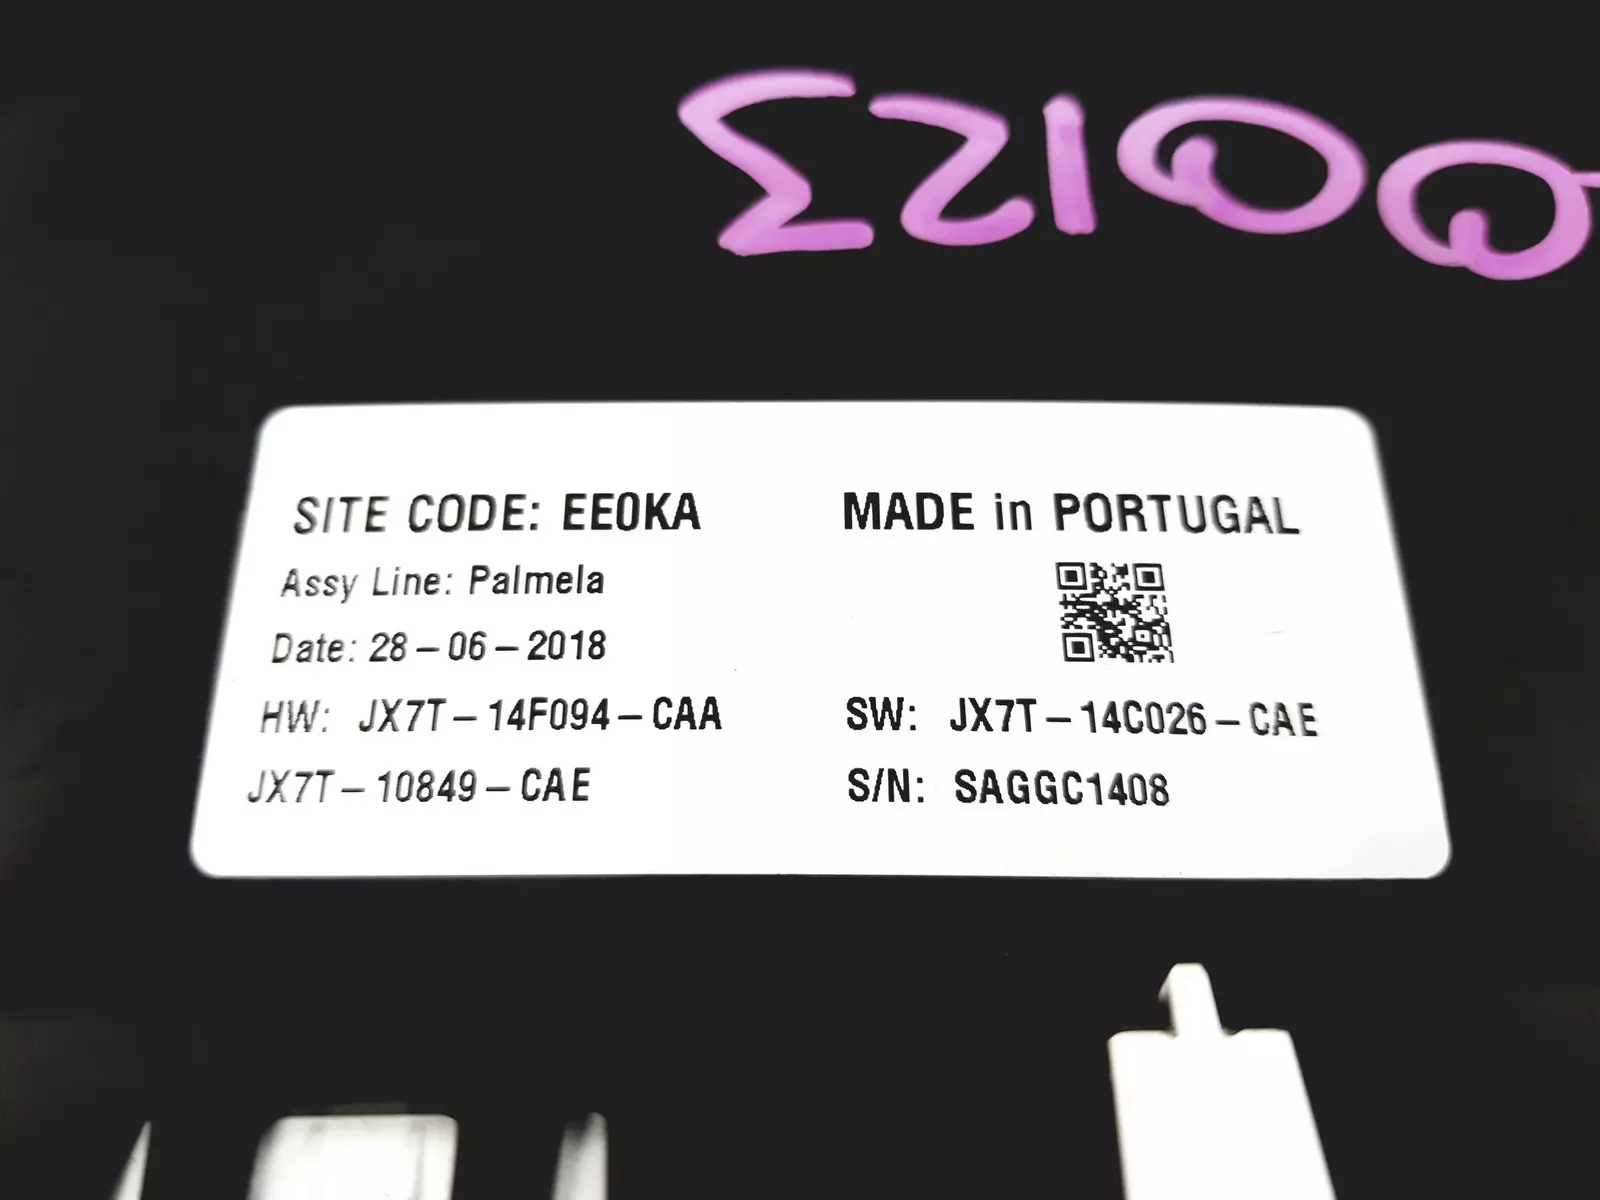 00123
SITE CODE: EE0KA MADE in PORTUGAL
Assy Line: Palmela
Date: 28-06-2018
HW: JX7T-14F094-CAA SW: JX7T-14C026-CAE
JX7T-10849-CAE S/N: SAGGC1408